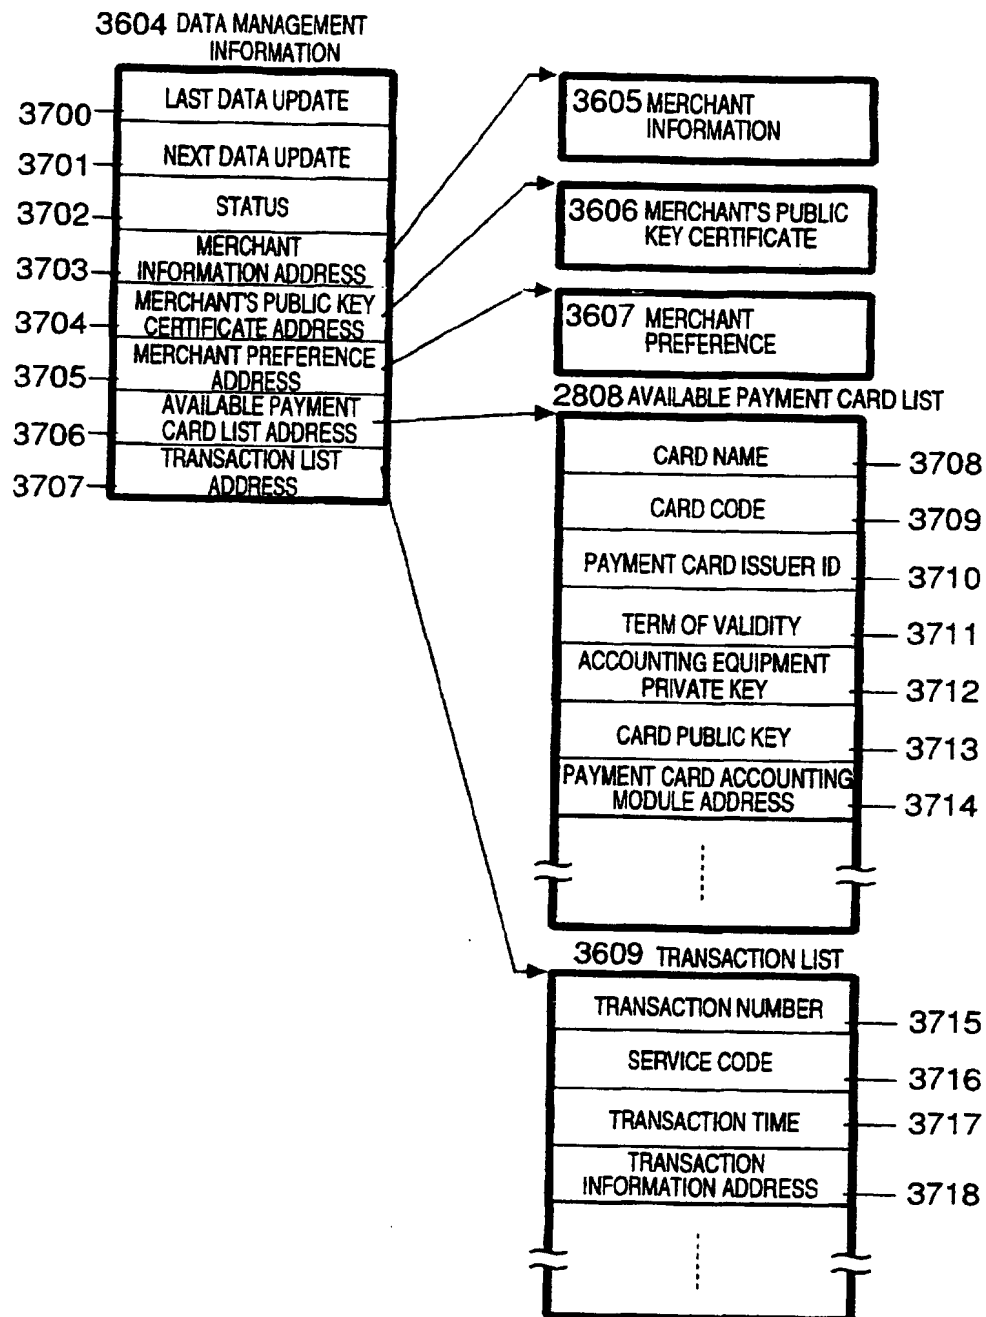 3604 DATA MANAGEMENT
INFORMATION
3700
LAST DATA UPDATE
3701
NEXT DATA UPDATE
3702
STATUS
3703
MERCHANT
INFORMATION ADDRESS
3704
MERCHANT'S PUBLIC KEY
CERTIFICATE ADDRESS
3705
MERCHANT PREFERENCE
ADDRESS
3706
AVAILABLE PAYMENT
CARD LIST ADDRESS
3707
TRANSACTION LIST
ADDRESS
3605 MERCHANT
INFORMATION
3606 MERCHANT'S PUBLIC
KEY CERTIFICATE
3607 MERCHANT
PREFERENCE
2808 AVAILABLE PAYMENT CARD LIST
CARD NAME
3708
CARD CODE
3709
PAYMENT CARD ISSUER ID
3710
TERM OF VALIDITY
3711
ACCOUNTING EQUIPMENT
PRIVATE KEY
3712
CARD PUBLIC KEY
3713
PAYMENT CARD ACCOUNTING
MODULE ADDRESS
3714
3609 TRANSACTION LIST
TRANSACTION NUMBER
3715
SERVICE CODE
3716
TRANSACTION TIME
3717
TRANSACTION
INFORMATION ADDRESS
3718